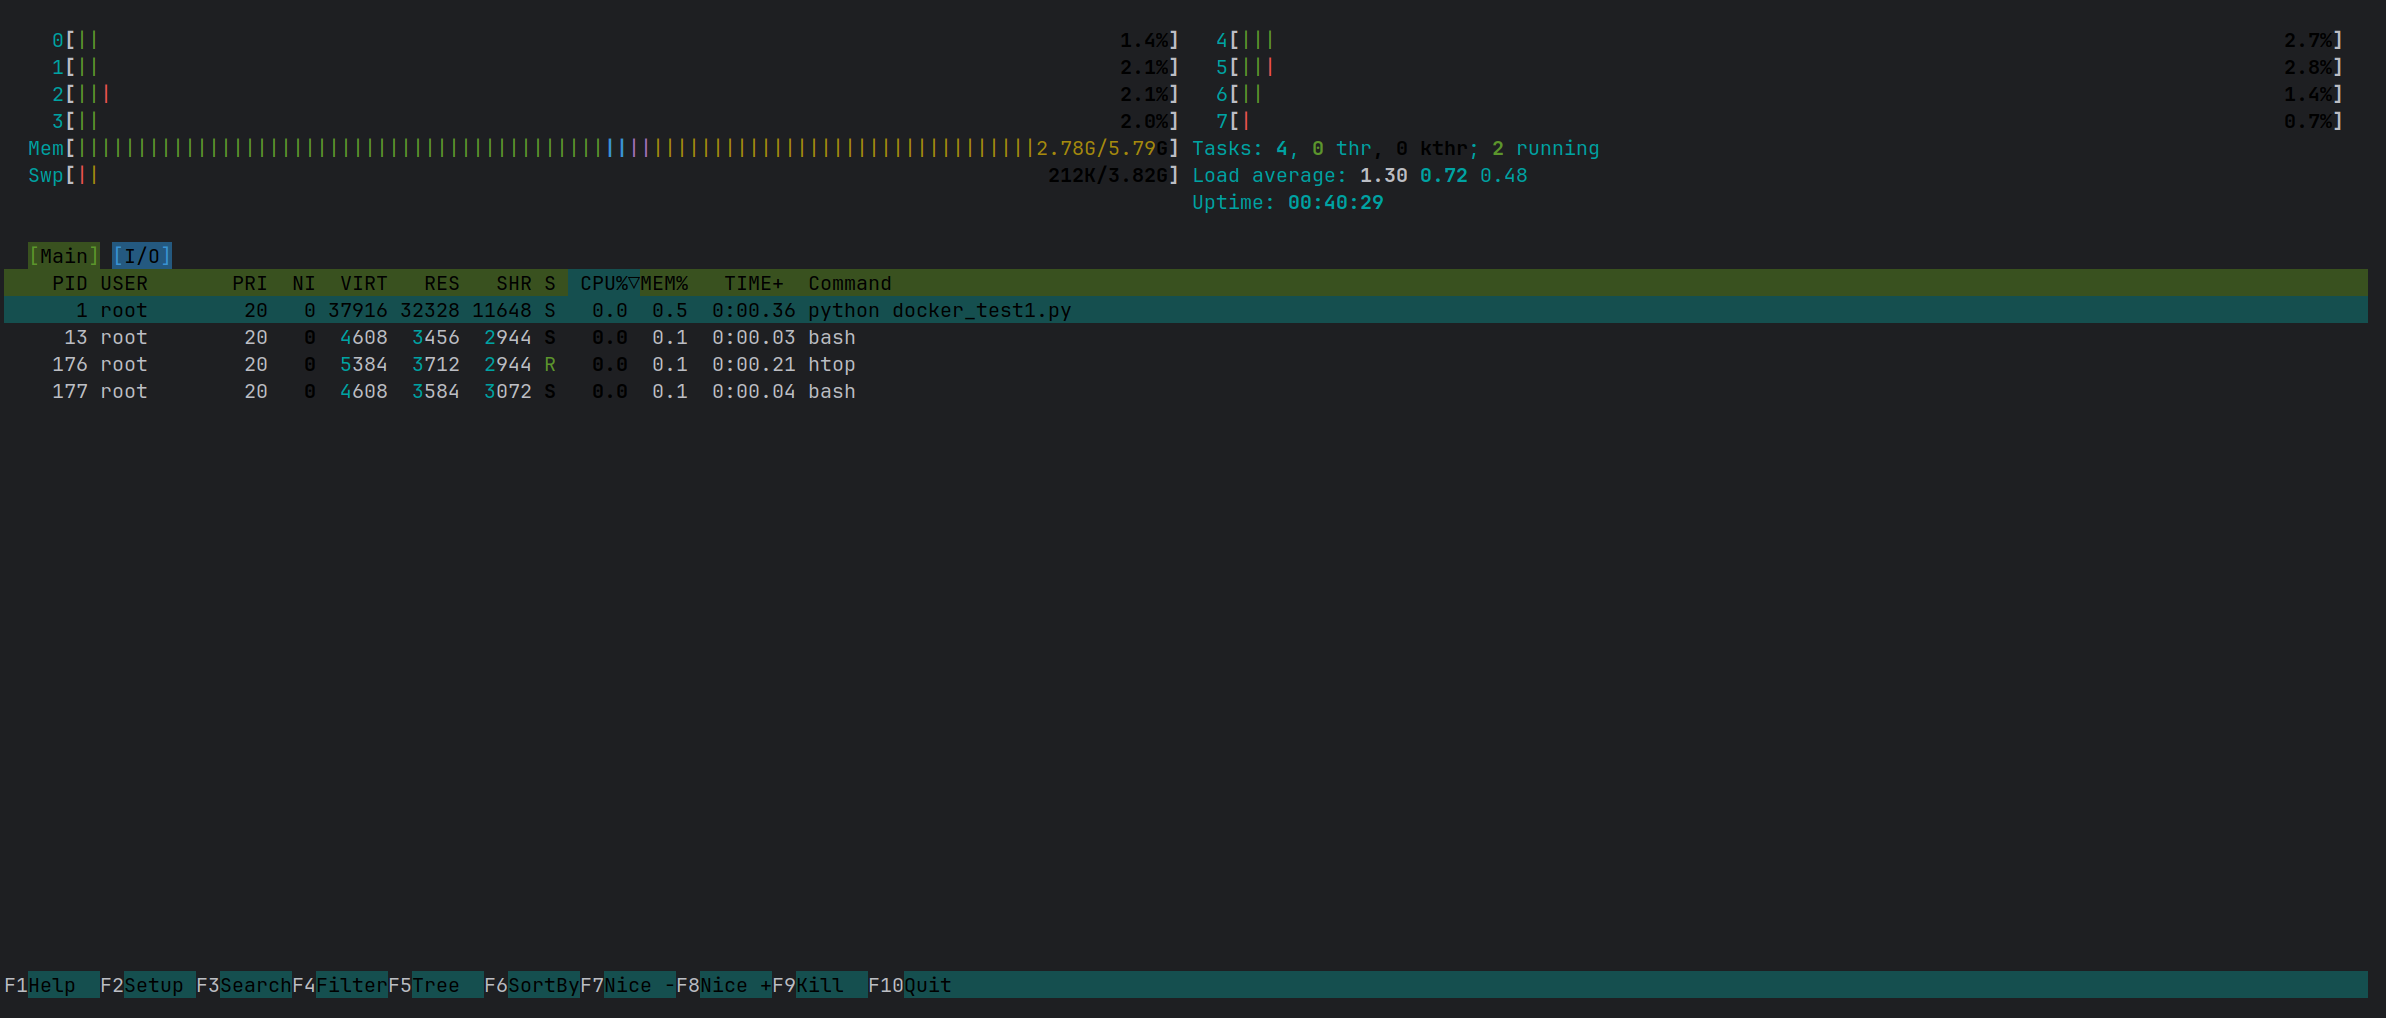 0[|| 1.4%] 4[||| 2.7%]
1[|| 2.1%] 5[||| 2.8%]
2[||| 2.1%] 6[|| 1.4%]
3[|| 2.0%] 7[| 0.7%]
Mem[||||||||||||||||||||||||||||||||||||||||||||||||||||||||||||||||||||||||||||||||2.78G/5.79G] Tasks: 4, 0 thr, 0 kthr; 2 running
Swp[|| 212K/3.82G] Load average: 1.30 0.72 0.48
Uptime: 00:40:29
[Main] [I/O]
PID USER PRI NI VIRT RES SHR S CPU%▽MEM% TIME+ Command
1 root 20 0 37916 32328 11648 S 0.0 0.5 0:00.36 python docker_test1.py
13 root 20 0 4608 3456 2944 S 0.0 0.1 0:00.03 bash
176 root 20 0 5384 3712 2944 R 0.0 0.1 0:00.21 htop
177 root 20 0 4608 3584 3072 S 0.0 0.1 0:00.04 bash
F1Help F2Setup F3SearchF4FilterF5Tree F6SortByF7Nice -F8Nice +F9Kill F10Quit